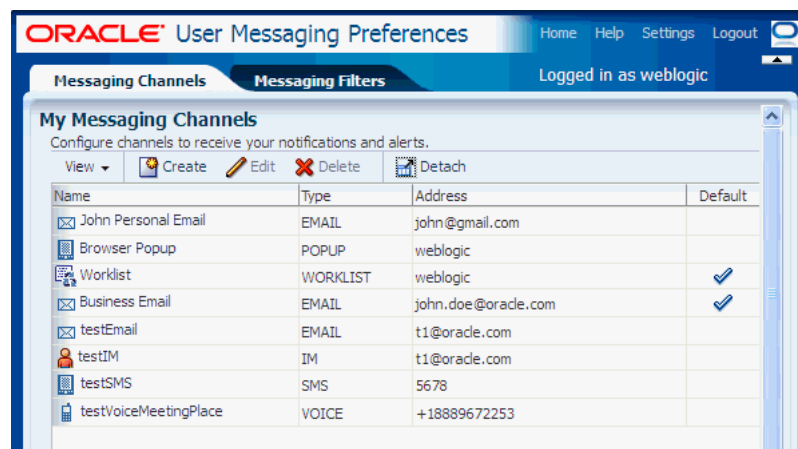 ORACLE User Messaging Preferences Home Help Settings Logout
Messaging Channels Messaging Filters Logged in as weblogic
My Messaging Channels
Configure channels to receive your notifications and alerts.
View Create Edit Delete Detach
Name Type Address Default
John Personal Email EMAIL john@gmail.com
Browser Popup POPUP weblogic
Worklist WORKLIST weblogic
Business Email EMAIL john.doe@oracle.com
testEmail EMAIL t1@oracle.com
testIM IM t1@oracle.com
testSMS SMS 5678
testVoiceMeetingPlace VOICE +18889672253